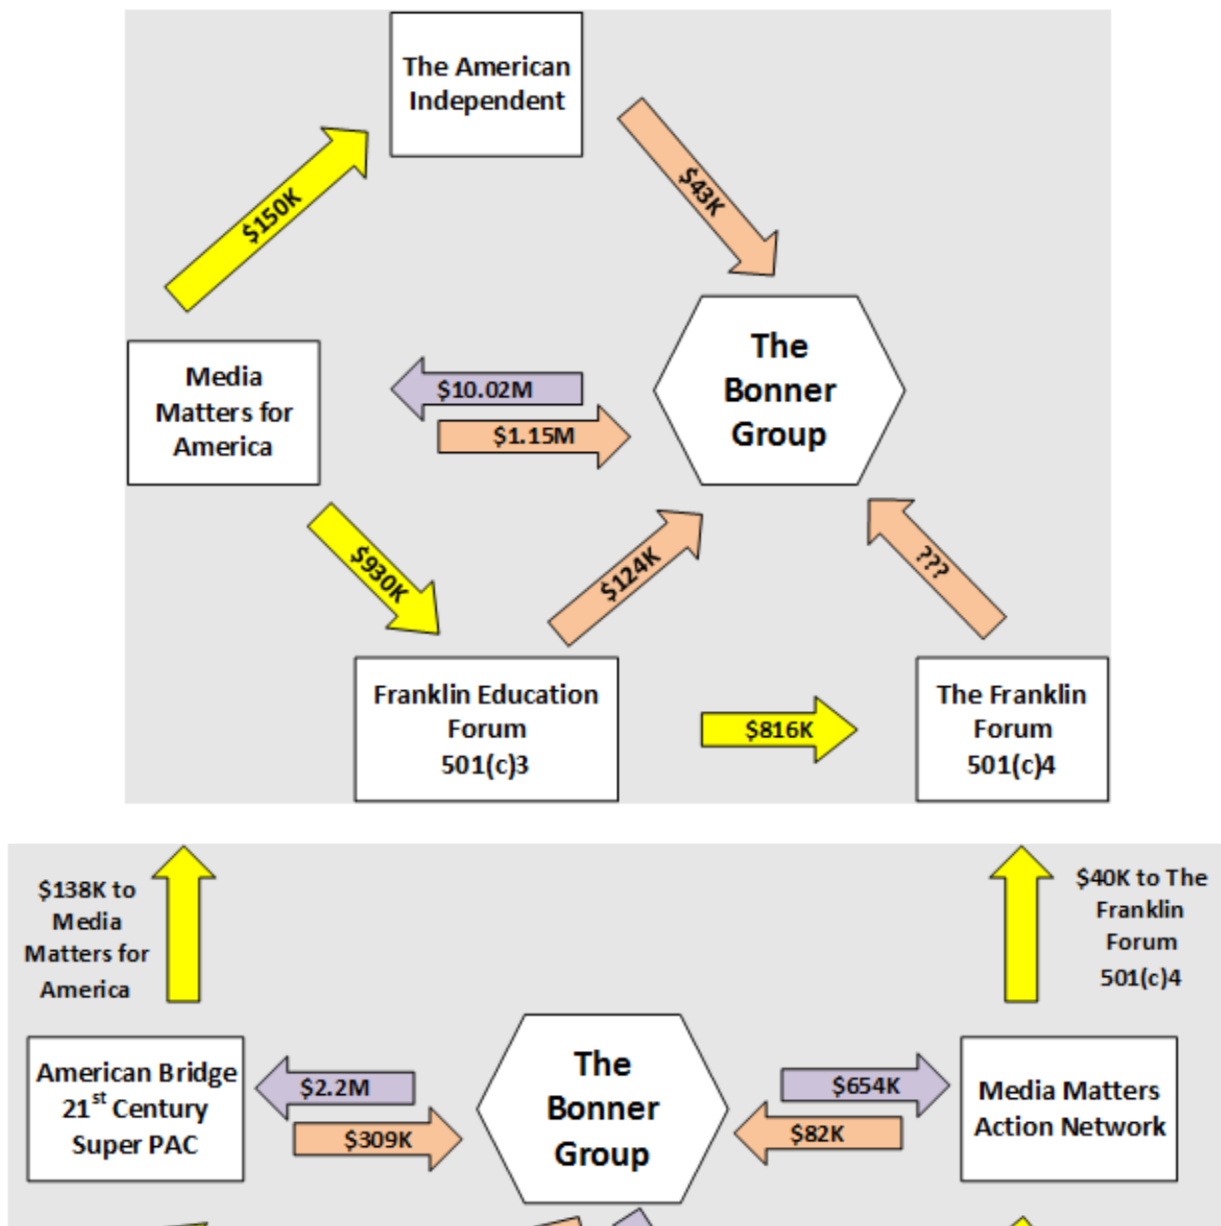 The American
Independent
$150K
$43K
The
Bonner
Group
Media
Matters for
America
$10.02M
$1.15M
$930K
$124K
???
Franklin Education
Forum
501(c)3
$816K
The Franklin
Forum
501(c)4
$138K to
Media
Matters for
America
$40K to The
Franklin
Forum
501(c)4
American Bridge
21st Century
Super PAC
$2.2M
$309K
The
Bonner
Group
$654K
$82K
Media Matters
Action Network